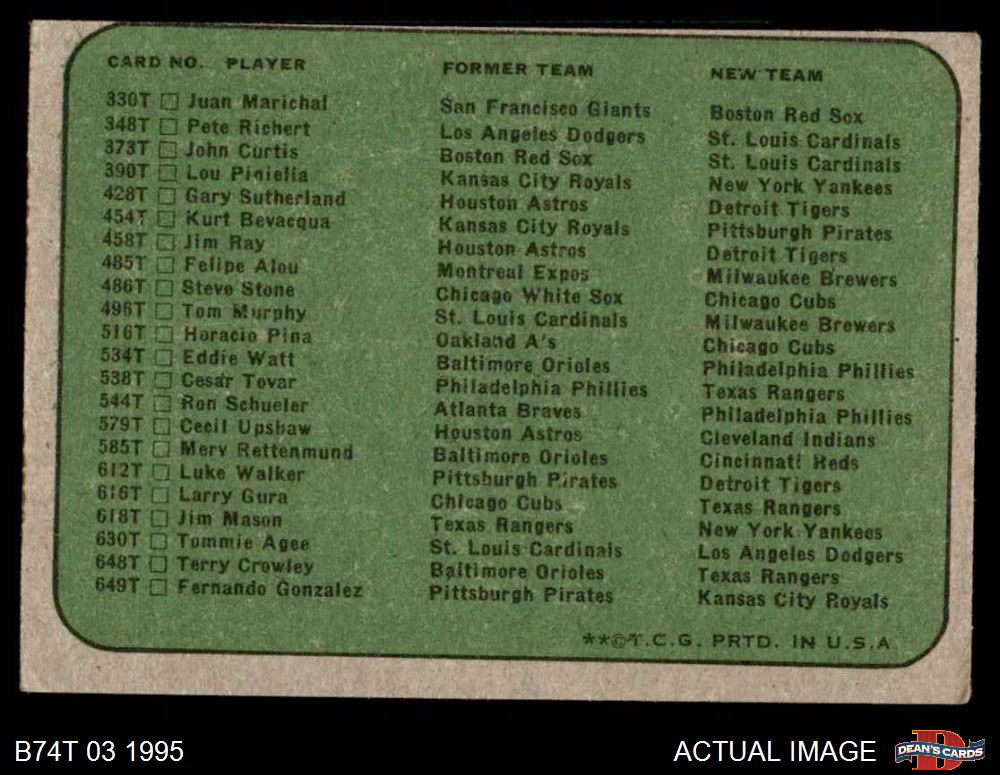 CARD NO. PLAYER FORMER TEAM NEW TEAM
330T Juan Marichal San Francisco Giants Boston Red Sox
348T Pete Richert Los Angeles Dodgers St. Louis Cardinals
373T John Curtis Boston Red Sox St. Louis Cardinals
390T Lou Piniella Kansas City Royals New York Yankees
428T Gary Sutherland Houston Astros Detroit Tigers
454T Kurt Bevacqua Kansas City Royals Pittsburgh Pirates
458T Jim Ray Houston Astros Detroit Tigers
485T Felipe Alou Montreal Expos Milwaukee Brewers
486T Steve Stone Chicago White Sox Chicago Cubs
496T Tom Murphy St. Louis Cardinals Milwaukee Brewers
516T Horacio Pina Oakland A's Chicago Cubs
534T Eddie Watt Baltimore Orioles Philadelphia Phillies
538T Cesar Tovar Philadelphia Phillies Texas Rangers
544T Ron Schueler Atlanta Braves Philadelphia Phillies
579T Cecil Upshaw Houston Astros Cleveland Indians
585T Merv Rettenmund Baltimore Orioles Cincinnati Reds
612T Luke Walker Pittsburgh Pirates Detroit Tigers
616T Larry Gura Chicago Cubs Texas Rangers
618T Jim Mason Texas Rangers New York Yankees
630T Tommie Agee St. Louis Cardinals Los Angeles Dodgers
648T Terry Crowley Baltimore Orioles Texas Rangers
649T Fernando Gonzalez Pittsburgh Pirates Kansas City Royals
**©T.C.G. PRTD. IN U.S.A
B74T 03 1995 ACTUAL IMAGE DEAN'S CARDS